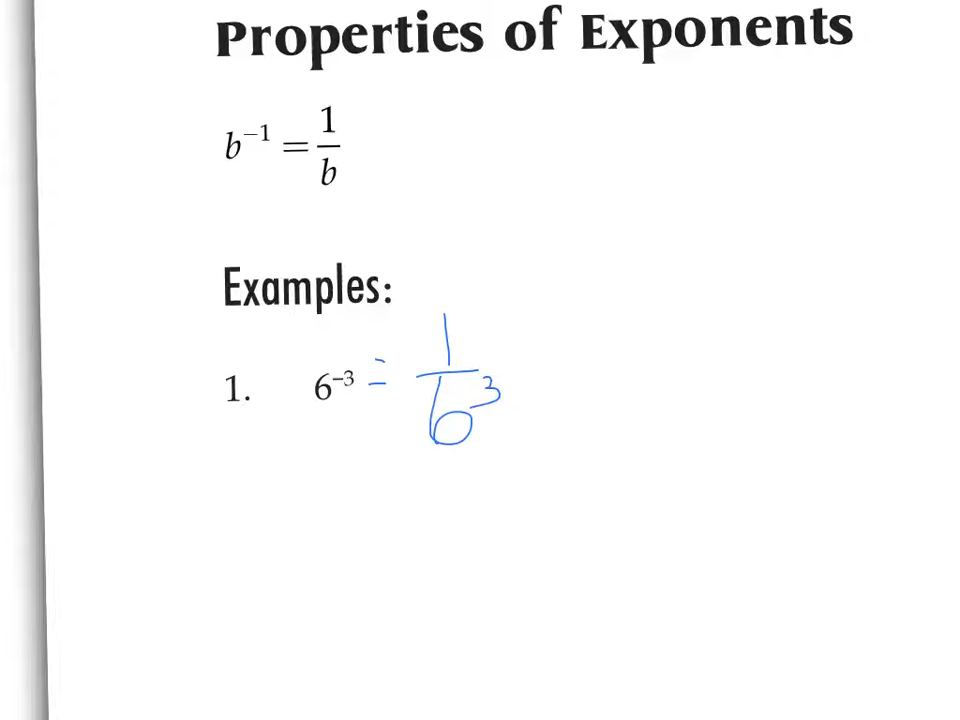 Properties of Exponents
b⁻¹ = 1/b
Examples:
1. 6⁻³ = 1/6³